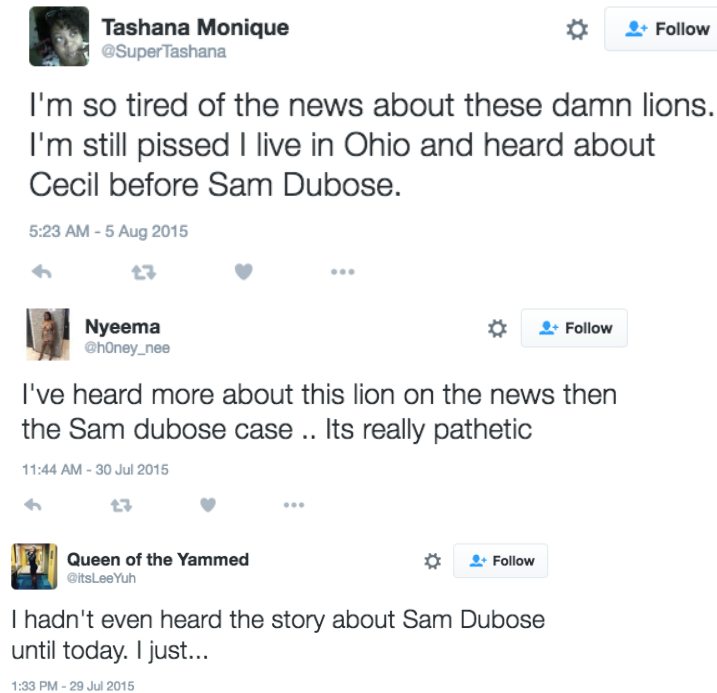 Tashana Monique
@SuperTashana
Follow
I'm so tired of the news about these damn lions.
I'm still pissed I live in Ohio and heard about
Cecil before Sam Dubose.
5:23 AM - 5 Aug 2015
Nyeema
@h0ney_nee
Follow
I've heard more about this lion on the news then
the Sam dubose case .. Its really pathetic
11:44 AM - 30 Jul 2015
Queen of the Yammed
@itsLeeYuh
Follow
I hadn't even heard the story about Sam Dubose
until today. I just...
1:33 PM - 29 Jul 2015